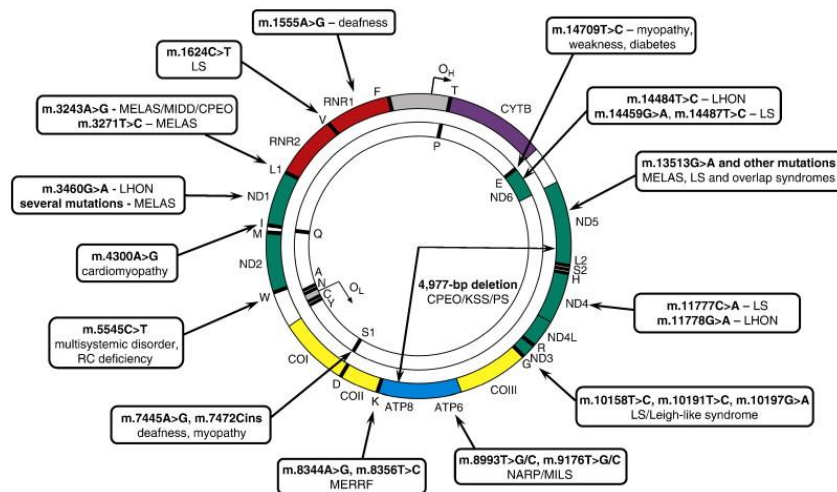 m.1555A>G – deafness
m.1624C>T
LS
m.3243A>G - MELAS/MIDD/CPEO
m.3271T>C – MELAS
m.3460G>A - LHON
several mutations - MELAS
m.4300A>G
cardiomyopathy
m.5545C>T
multisystemic disorder,
RC deficiency
m.7445A>G, m.7472Cins
deafness, myopathy
m.8344A>G, m.8356T>C
MERRF
m.8993T>G/C, m.9176T>G/C
NARP/MILS
m.10158T>C, m.10191T>C, m.10197G>A
LS/Leigh-like syndrome
m.11777C>A – LS
m.11778G>A – LHON
m.13513G>A and other mutations
MELAS, LS and overlap syndromes
m.14484T>C – LHON
m.14459G>A, m.14487T>C – LS
m.14709T>C – myopathy,
weakness, diabetes
4,977-bp deletion
CPEO/KSS/PS
OH
T
CYTB
P
E
ND6
ND5
L2
S2
H
ND4
ND4L
R
ND3
G
COIII
ATP6
ATP8
K
COII
D
COI
S1
OL
A
N
C
Y
W
ND2
M
I
Q
ND1
L1
RNR2
V
RNR1
F